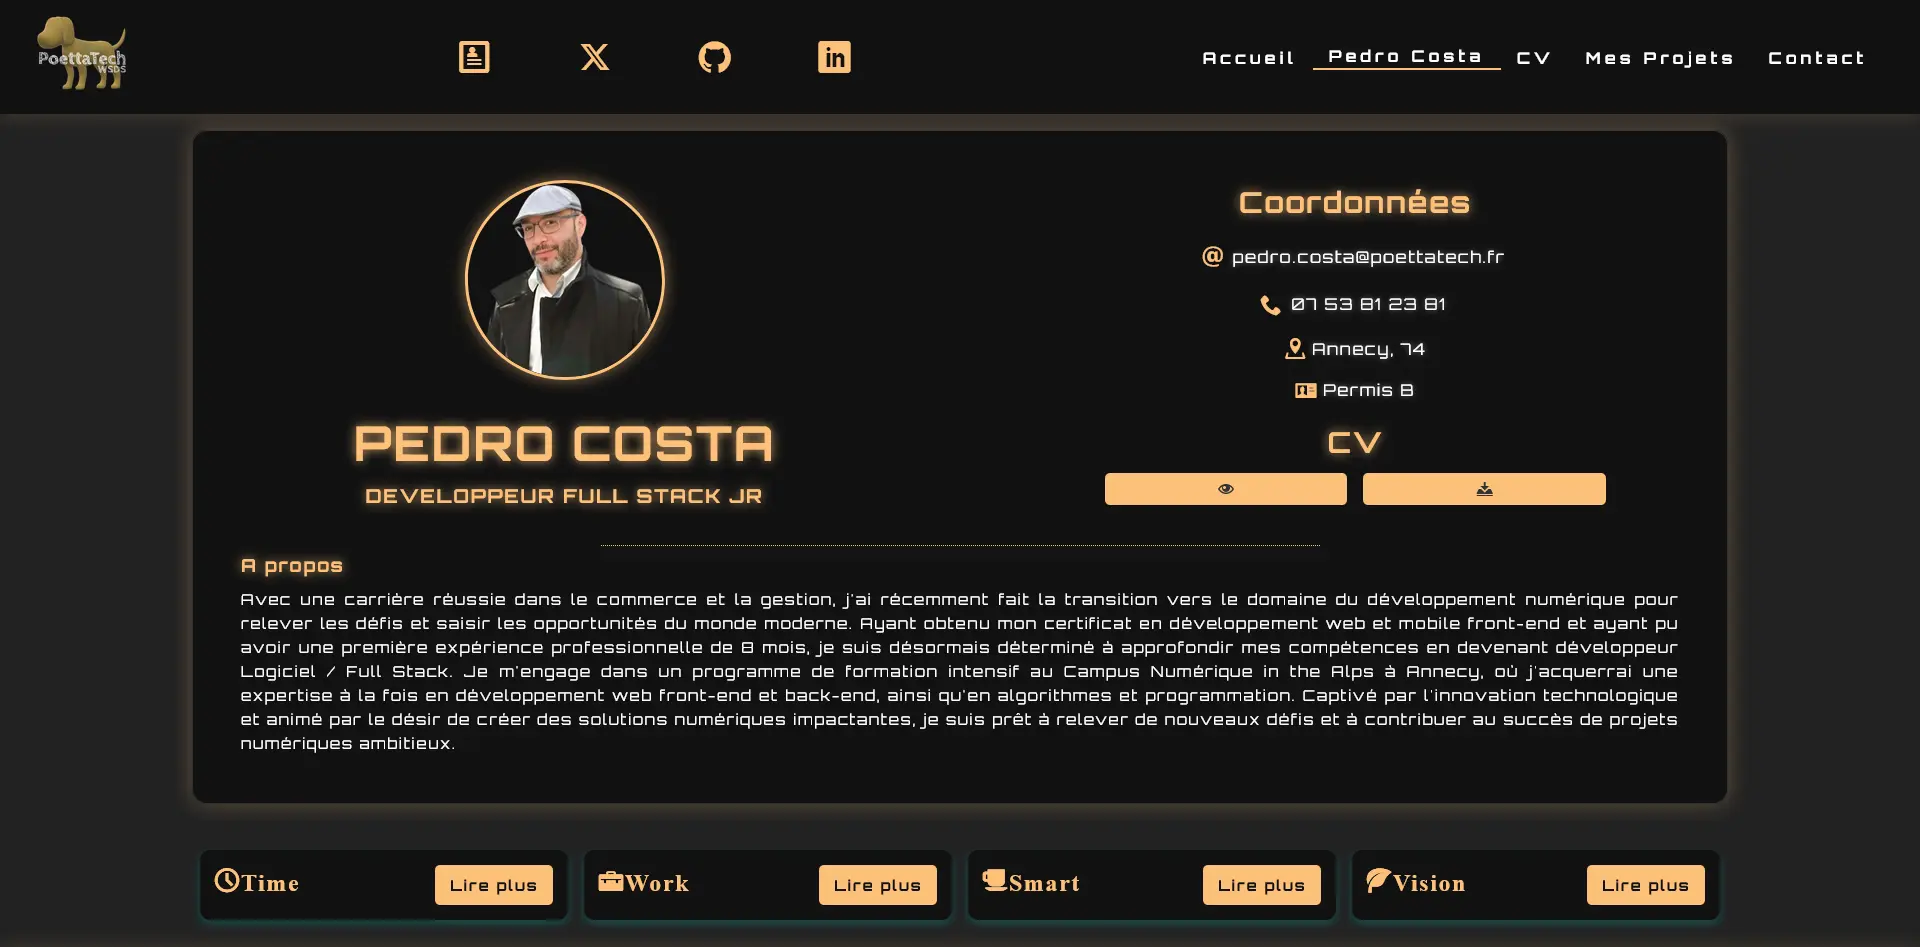 PoettaTech
WSDS
Accueil
Pedro Costa
CV
Mes Projets
Contact
PEDRO COSTA
DEVELOPPEUR FULL STACK JR
Coordonnées
pedro.costa@poettatech.fr
07 53 81 23 81
Annecy, 74
Permis B
CV
A propos
Avec une carrière réussie dans le commerce et la gestion, j'ai récemment fait la transition vers le domaine du développement numérique pour
relever les défis et saisir les opportunités du monde moderne. Ayant obtenu mon certificat en développement web et mobile front-end et ayant pu
avoir une première expérience professionnelle de 8 mois, je suis désormais déterminé à approfondir mes compétences en devenant développeur
Logiciel / Full Stack. Je m'engage dans un programme de formation intensif au Campus Numérique in the Alps à Annecy, où j'acquerrai une
expertise à la fois en développement web front-end et back-end, ainsi qu'en algorithmes et programmation. Captivé par l'innovation technologique
et animé par le désir de créer des solutions numériques impactantes, je suis prêt à relever de nouveaux défis et à contribuer au succès de projets
numériques ambitieux.
Time
Lire plus
Work
Lire plus
Smart
Lire plus
Vision
Lire plus